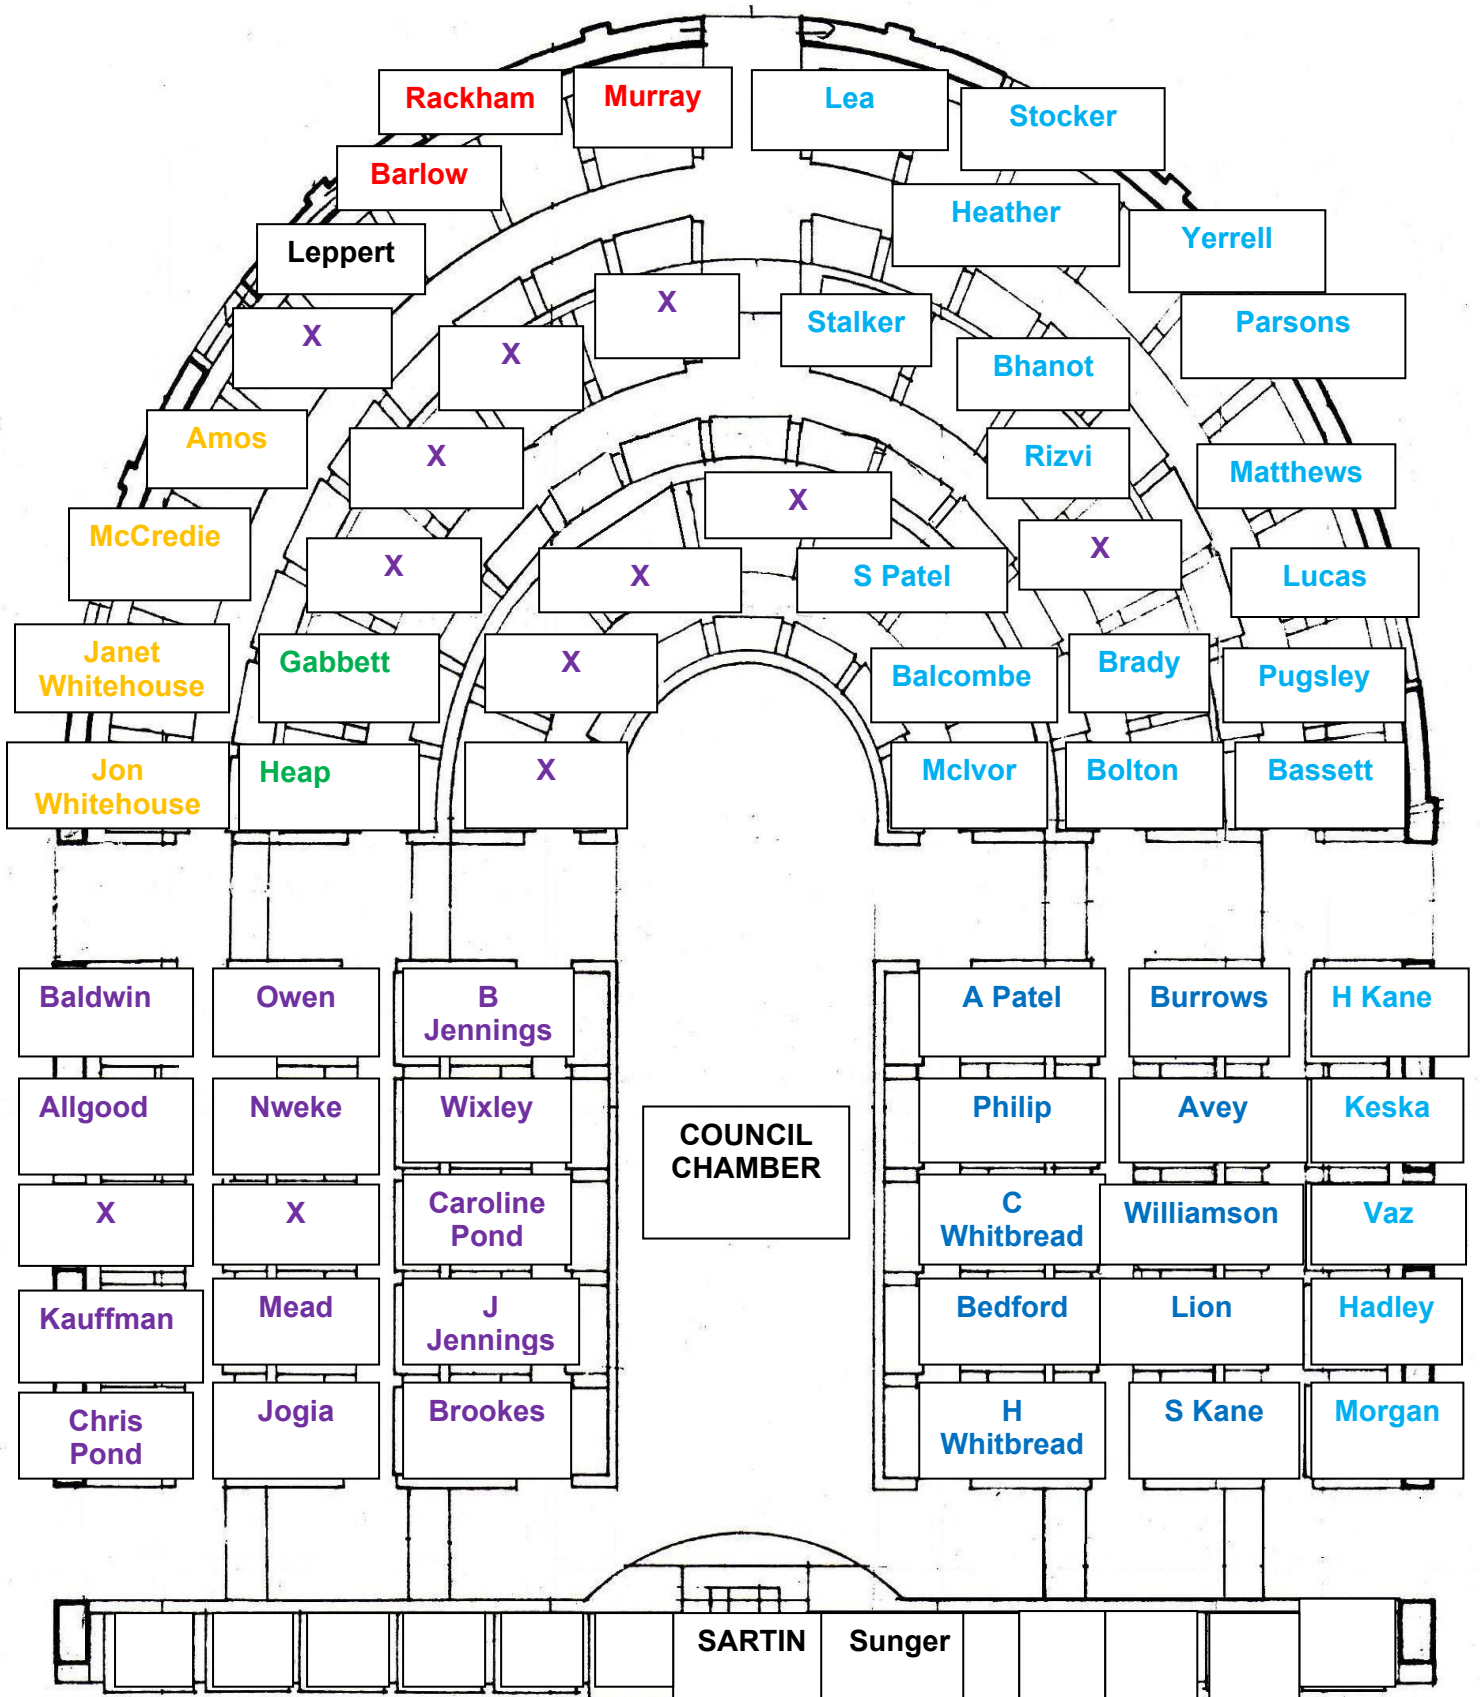 Rackham
Murray
Lea
Stocker
Barlow
Heather
Leppert
Yerrell
X
X
X
Stalker
Parsons
Bhanot
Amos
X
Rizvi
Matthews
X
McCredie
X
X
S Patel
X
Lucas
Janet
Whitehouse
Gabbett
X
Balcombe
Brady
Pugsley
Jon
Whitehouse
Heap
X
McIvor
Bolton
Bassett
Baldwin
Owen
B
Jennings
A Patel
Burrows
H Kane
Allgood
Nweke
Wixley
COUNCIL
CHAMBER
Philip
Avey
Keska
X
X
Caroline
Pond
C
Whitbread
Williamson
Vaz
Kauffman
Mead
J
Jennings
Bedford
Lion
Hadley
Chris
Pond
Jogia
Brookes
H
Whitbread
S Kane
Morgan
SARTIN
Sunger